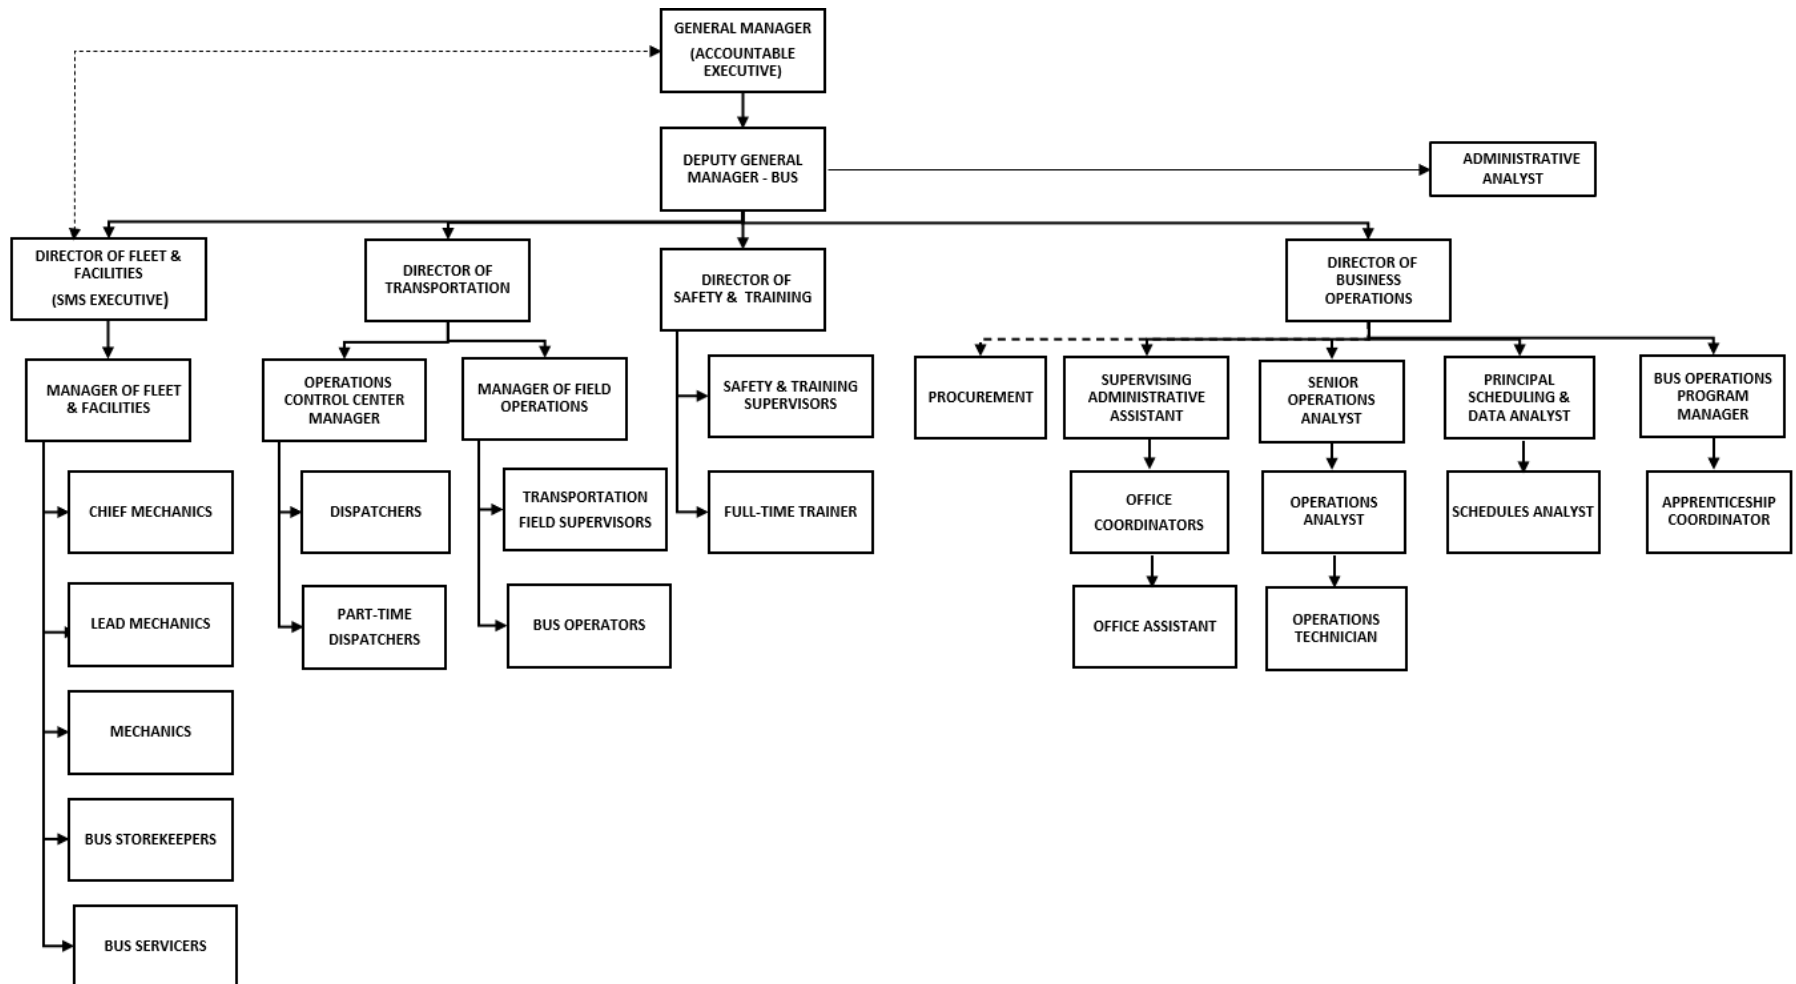 GENERAL MANAGER
(ACCOUNTABLE
EXECUTIVE)
DEPUTY GENERAL
MANAGER - BUS
ADMINISTRATIVE
ANALYST
DIRECTOR OF FLEET &
FACILITIES
(SMS EXECUTIVE)
DIRECTOR OF
TRANSPORTATION
DIRECTOR OF
SAFETY & TRAINING
DIRECTOR OF
BUSINESS
OPERATIONS
MANAGER OF FLEET
& FACILITIES
OPERATIONS
CONTROL CENTER
MANAGER
MANAGER OF FIELD
OPERATIONS
SAFETY & TRAINING
SUPERVISORS
PROCUREMENT
SUPERVISING
ADMINISTRATIVE
ASSISTANT
SENIOR
OPERATIONS
ANALYST
PRINCIPAL
SCHEDULING &
DATA ANALYST
BUS OPERATIONS
PROGRAM
MANAGER
CHIEF MECHANICS
DISPATCHERS
TRANSPORTATION
FIELD SUPERVISORS
FULL-TIME TRAINER
OFFICE
COORDINATORS
OPERATIONS
ANALYST
SCHEDULES ANALYST
APPRENTICESHIP
COORDINATOR
LEAD MECHANICS
PART-TIME
DISPATCHERS
BUS OPERATORS
OFFICE ASSISTANT
OPERATIONS
TECHNICIAN
MECHANICS
BUS STOREKEEPERS
BUS SERVICERS